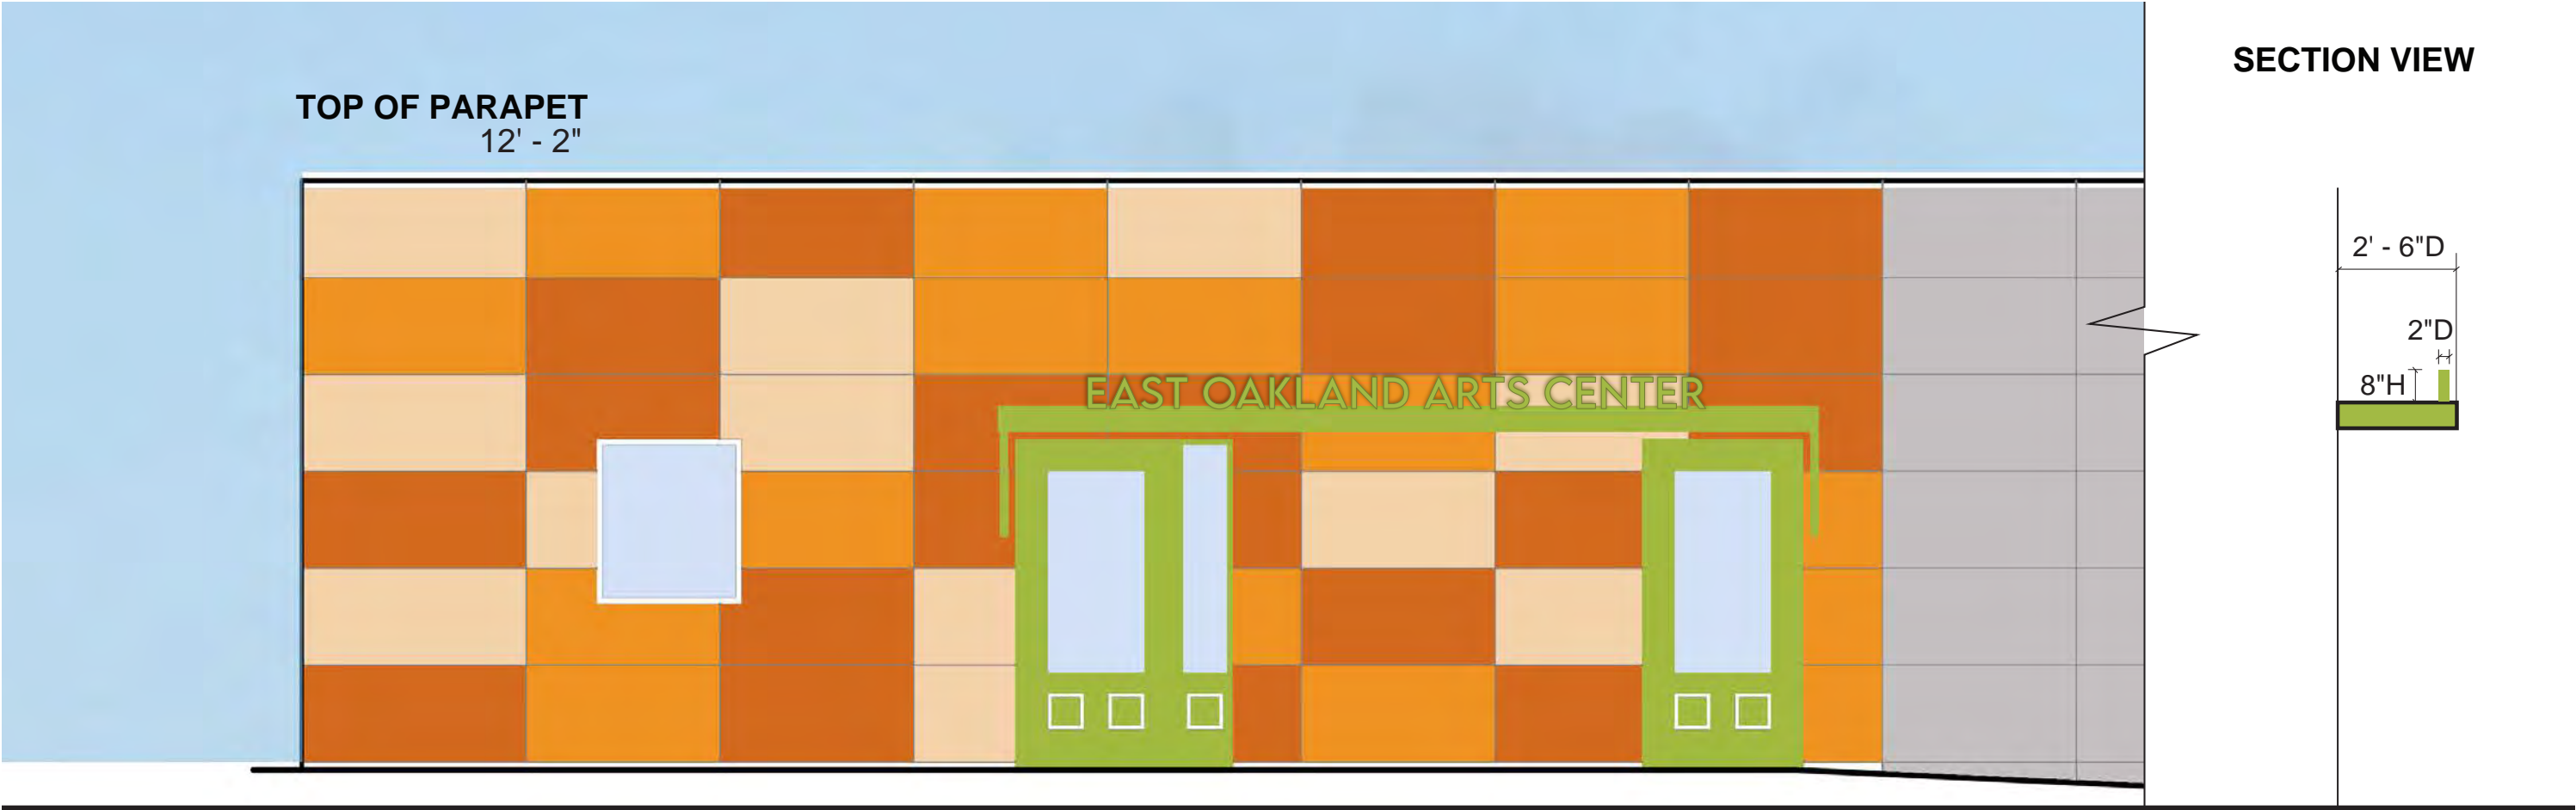 SECTION VIEW
TOP OF PARAPET
12' - 2"
2' - 6"D
2"D
8"H
EAST OAKLAND ARTS CENTER